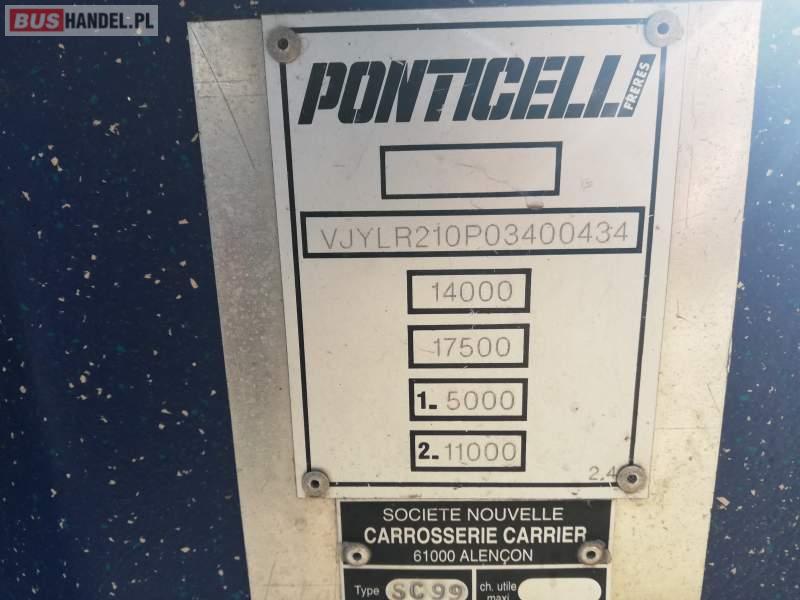 BUSHANDEL.PL
PONTICELLI
FRERES
VJYLR210P03400434
14000
17500
1. 5000
2. 11000
2.4
SOCIETE NOUVELLE
CARROSSERIE CARRIER
61000 ALENÇON
Type SC99 ch. utile
maxi